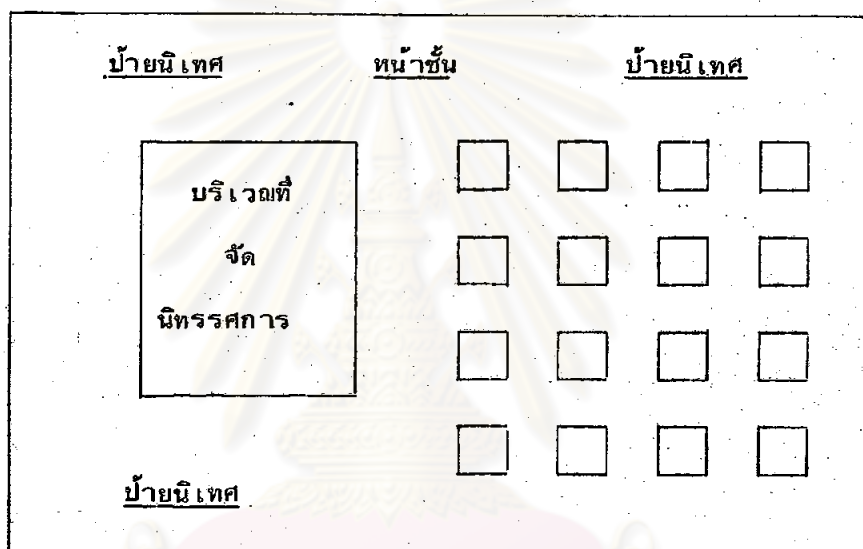 ป้ายนิเทศ หน้าชั้น ป้ายนิเทศ
บริเวณที่
จัด
นิทรรศการ
ป้ายนิเทศ